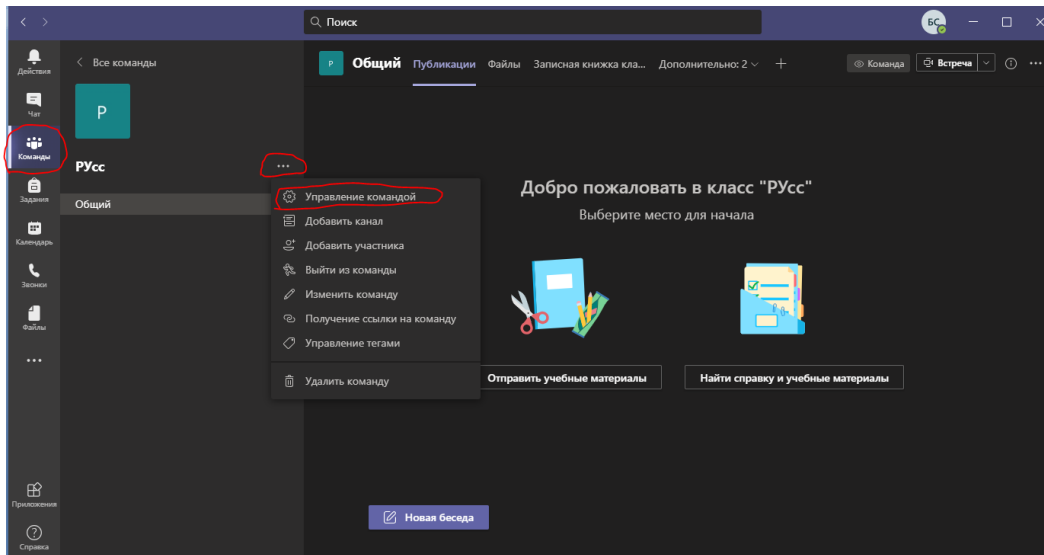 Поиск
БС
Действия
Чат
Команды
Задания
Календарь
Звонки
Файлы
Приложения
Справка
Все команды
Р
РУсс
Общий
Управление командой
Добавить канал
Добавить участника
Выйти из команды
Изменить команду
Получение ссылки на команду
Управление тегами
Удалить команду
Р Общий Публикации Файлы Записная книжка кла... Дополнительно: 2 Команда Встреча
Добро пожаловать в класс "РУсс"
Выберите место для начала
Отправить учебные материалы Найти справку и учебные материалы
Новая беседа